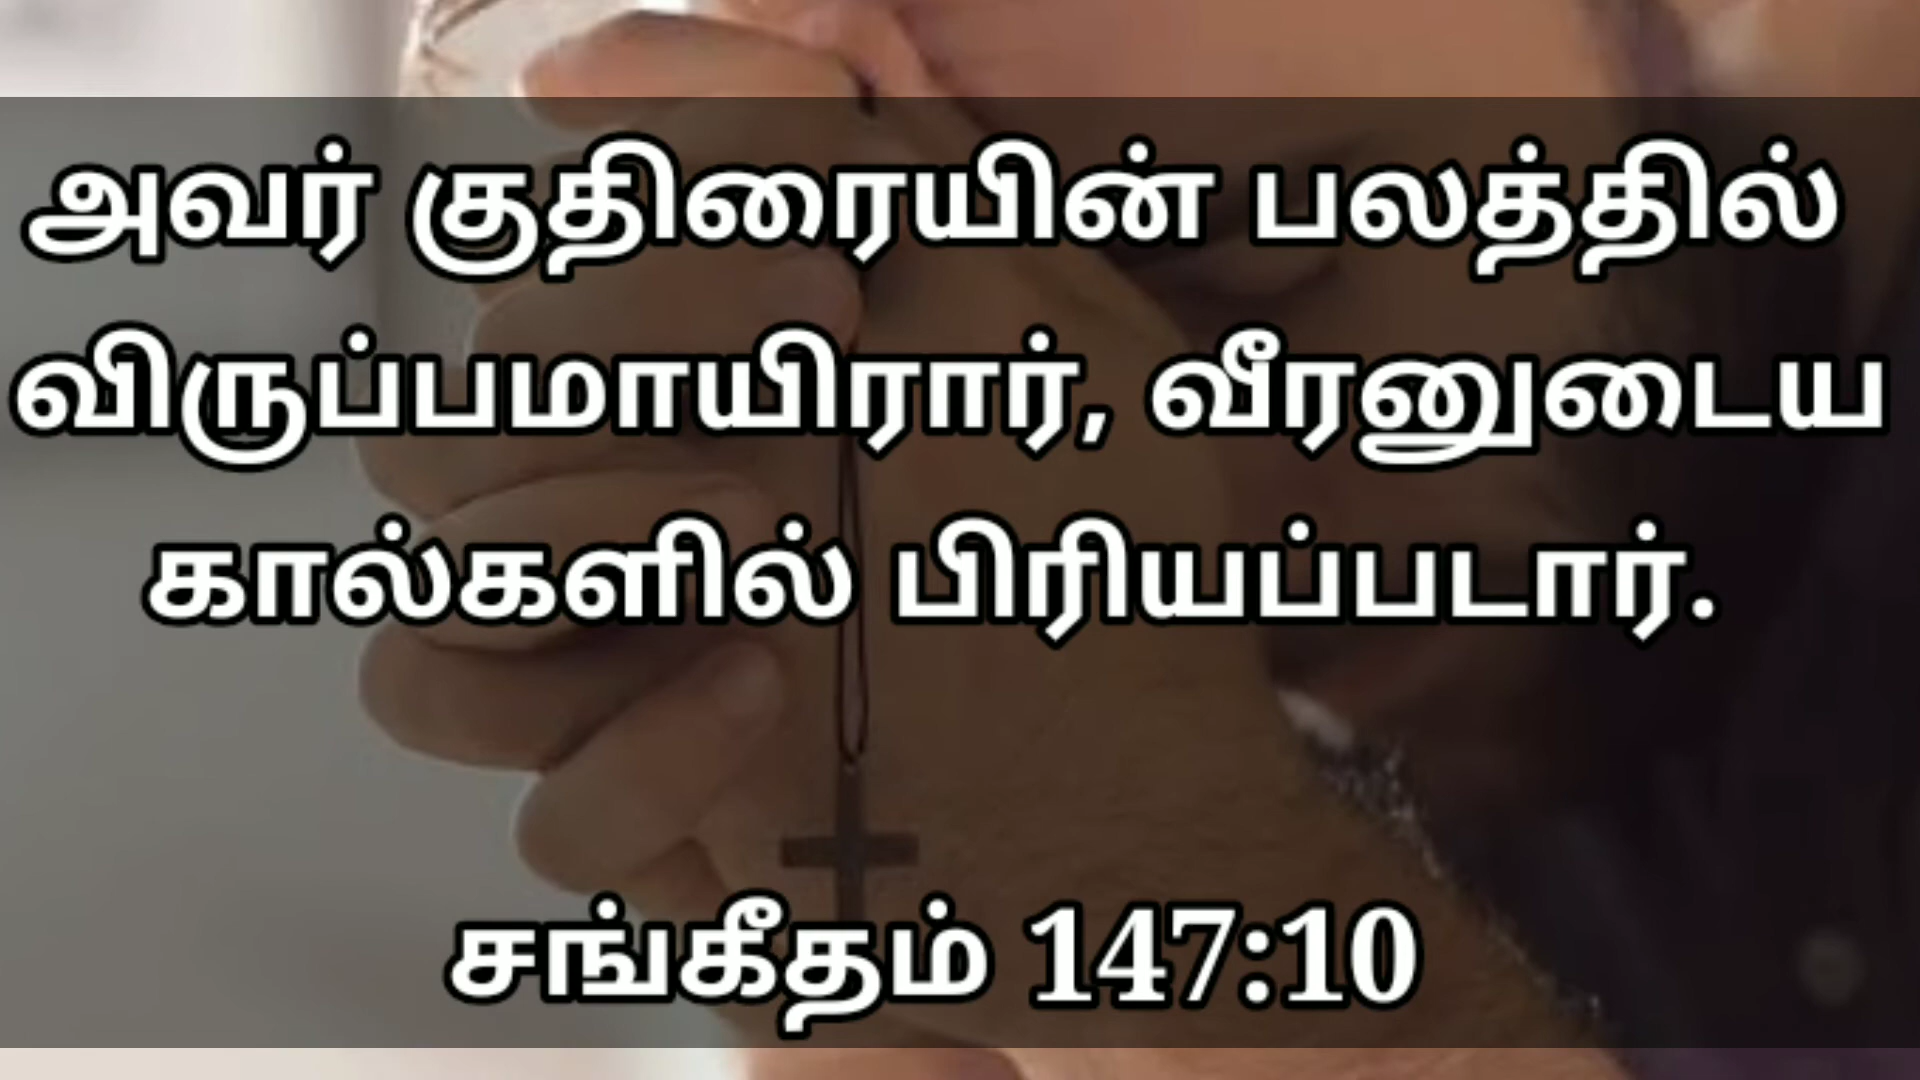 அவர் குதிரையின் பலத்தில்
விருப்பமாயிரார், வீரனுடைய
கால்களில் பிரியப்படார்.
சங்கீதம் 147:10